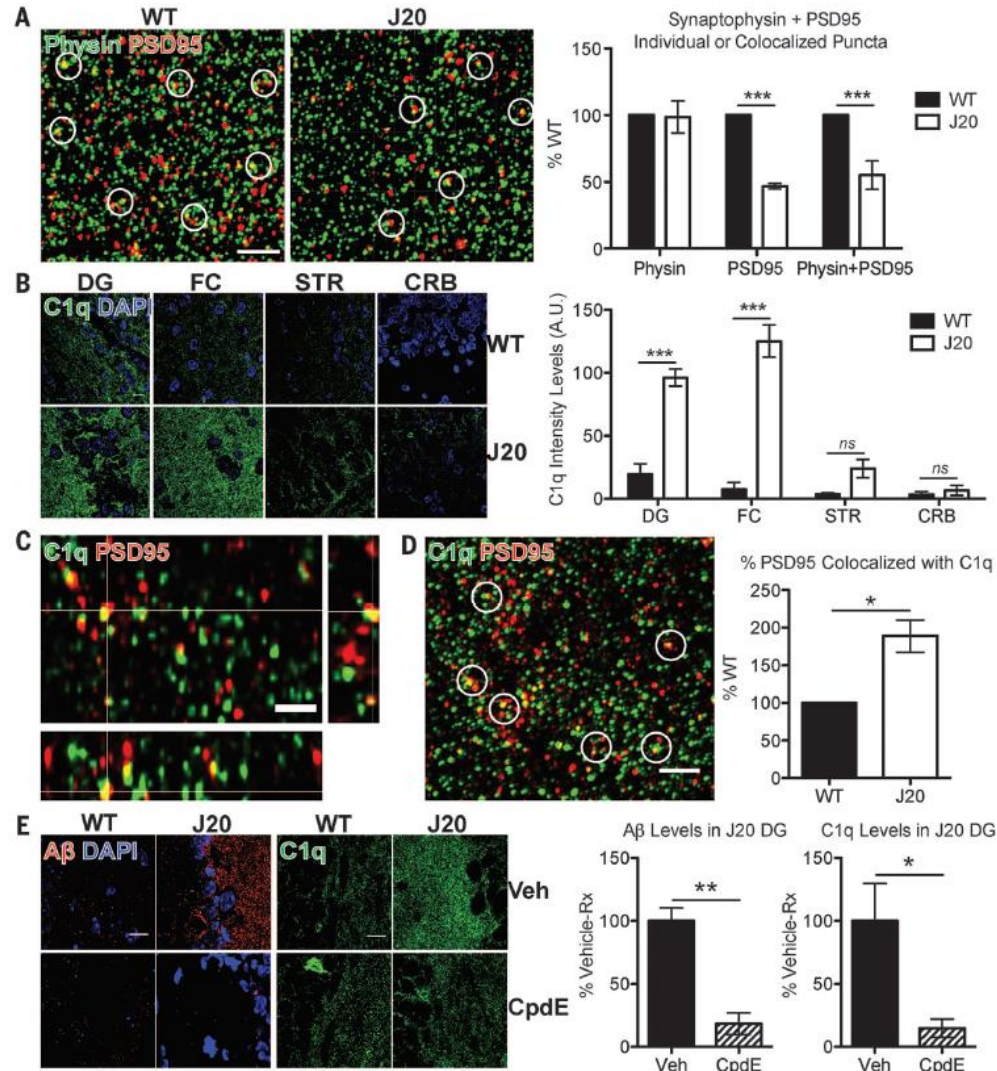 A
WT
J20
Physin PSD95
Synaptophysin + PSD95
Individual or Colocalized Puncta
% WT
150
100
50
0
***
***
WT
J20
Physin
PSD95
Physin+PSD95
B
DG
FC
STR
CRB
C1q DAPI
WT
J20
C1q Intensity Levels (A.U.)
150
100
50
0
***
***
ns
ns
WT
J20
DG
FC
STR
CRB
C
C1q PSD95
D
C1q PSD95
% PSD95 Colocalized with C1q
% WT
250
200
150
100
50
0
*
WT
J20
E
WT
J20
WT
J20
Aβ DAPI
C1q
Veh
CpdE
Aβ Levels in J20 DG
% Vehicle-Rx
150
100
50
0
**
Veh
CpdE
C1q Levels in J20 DG
% Vehicle-Rx
150
100
50
0
*
Veh
CpdE